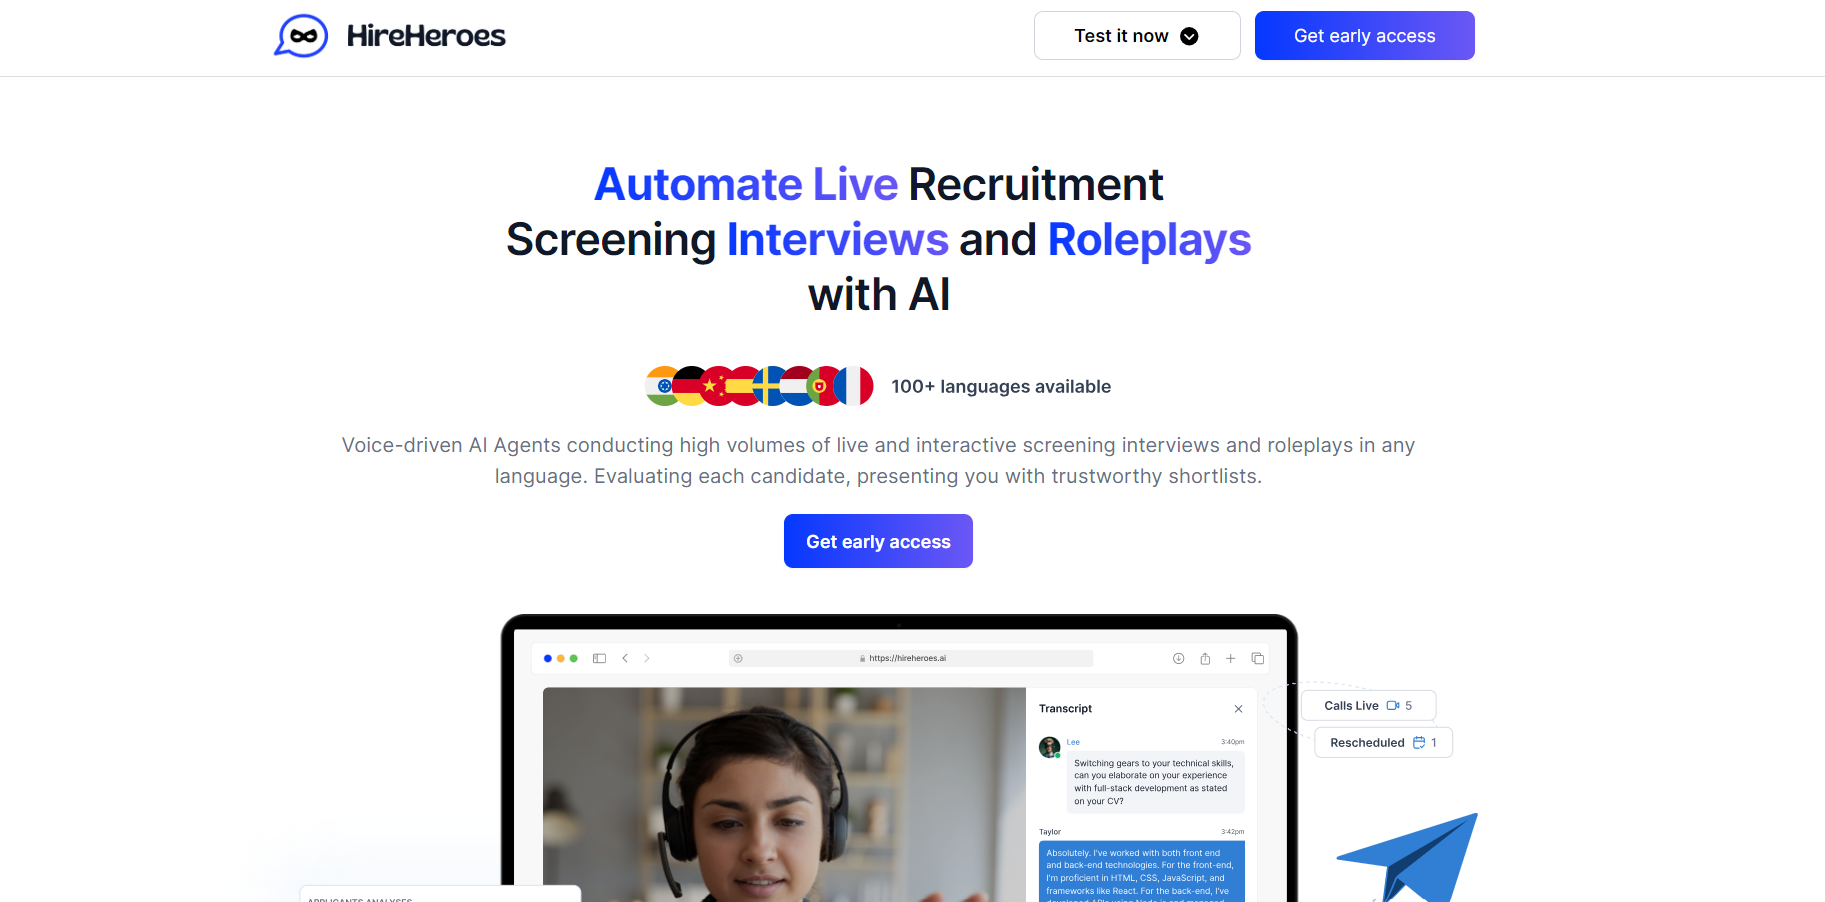 HireHeroes
Test it now
Get early access
Automate Live Recruitment
Screening Interviews and Roleplays
with AI
100+ languages available
Voice-driven AI Agents conducting high volumes of live and interactive screening interviews and roleplays in any
language. Evaluating each candidate, presenting you with trustworthy shortlists.
Get early access
https://hireheroes.ai
Transcript
Lee 3:40pm
Switching gears to your technical skills,
can you elaborate on your experience
with full-stack development as stated
on your CV?
Taylor 3:42pm
Absolutely. I've worked with both front end
and back-end technologies. For the front-end,
I'm proficient in HTML, CSS, JavaScript, and
frameworks like React. For the back-end, I've
Calls Live 5
Rescheduled 1
APPLICANTS ANALYSES